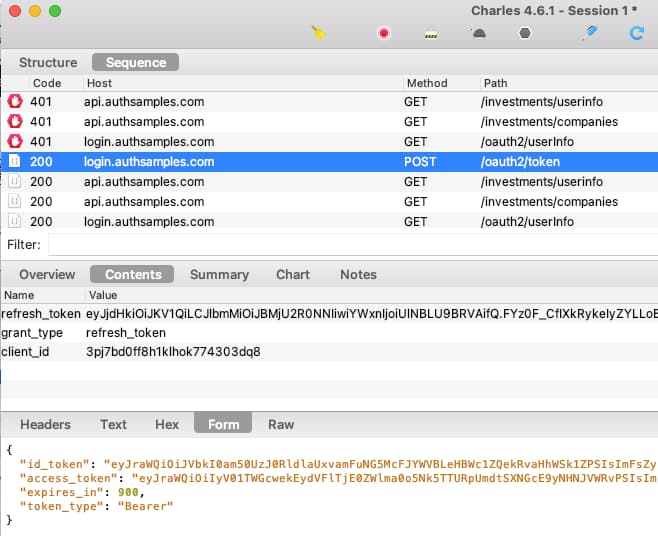 Charles 4.6.1 - Session 1 *
Structure Sequence
Code Host Method Path
401 api.authsamples.com GET /investments/userinfo
401 api.authsamples.com GET /investments/companies
401 login.authsamples.com GET /oauth2/userInfo
200 login.authsamples.com POST /oauth2/token
200 api.authsamples.com GET /investments/userinfo
200 api.authsamples.com GET /investments/companies
200 login.authsamples.com GET /oauth2/userInfo
Filter:
Overview Contents Summary Chart Notes
Name Value
refresh_token
grant_type refresh_token
client_id 3pj7bd0ff8h1klhok774303dq8
Headers Text Hex Form Raw
{
"id_token":
"access_token":
"expires_in": 900,
"token_type": "Bearer"
}